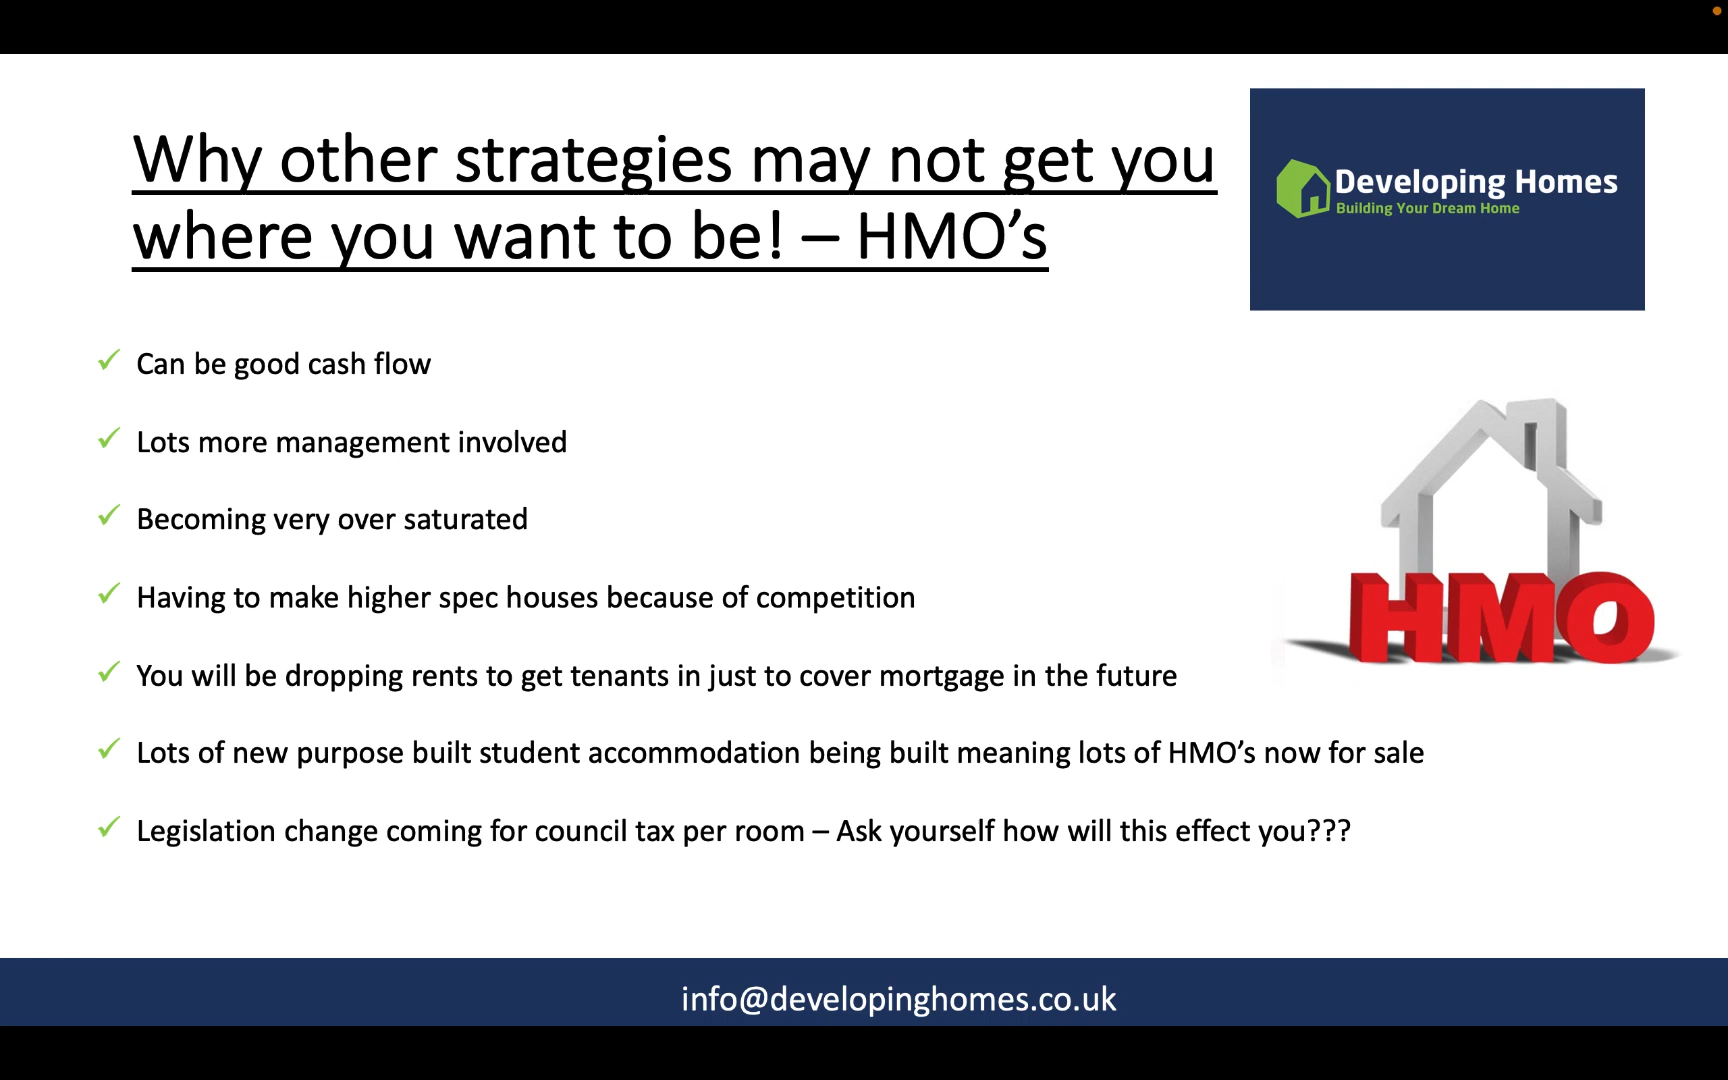 Why other strategies may not get you
where you want to be! – HMO’s
Developing Homes
Building Your Dream Home
Can be good cash flow
Lots more management involved
Becoming very over saturated
Having to make higher spec houses because of competition
You will be dropping rents to get tenants in just to cover mortgage in the future
Lots of new purpose built student accommodation being built meaning lots of HMO’s now for sale
Legislation change coming for council tax per room – Ask yourself how will this effect you???
HMO
info@developinghomes.co.uk